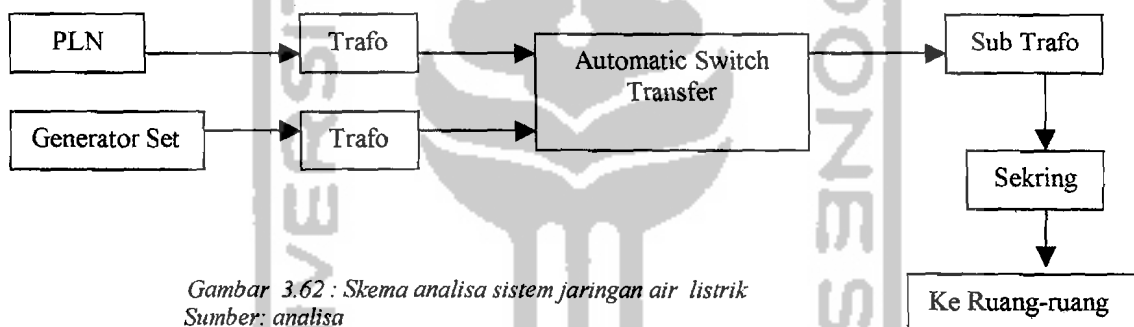 PLN
Trafo
Automatic Switch
Transfer
Sub Trafo
Generator Set
Trafo
Sekring
Ke Ruang-ruang
Gambar 3.62 : Skema analisa sistem jaringan air listrik
Sumber: analisa